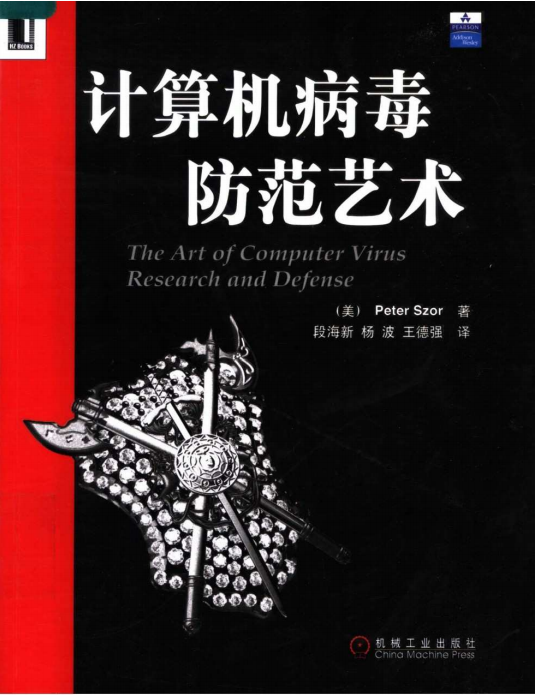 HZ Books
PEARSON
Addison
Wesley
计算机病毒
防范艺术
The Art of Computer Virus
Research and Defense
（美） Peter Szor 著
段海新 杨 波 王德强 译
机械工业出版社
China Machine Press